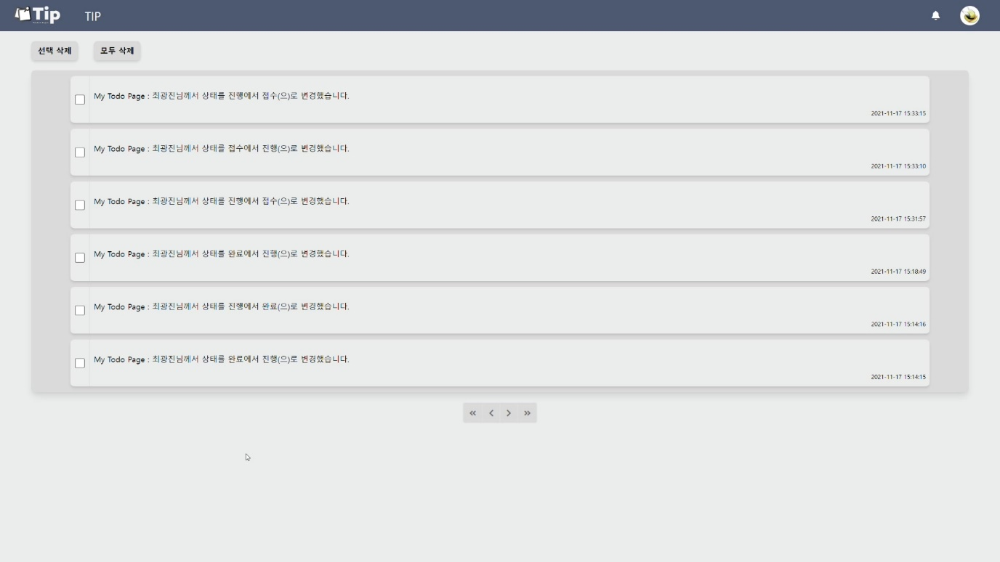 Tip TIP
선택 삭제 모두 삭제
My Todo Page : 최광진님께서 상태를 진행에서 접수(으)로 변경했습니다.
2021-11-17 15:33:15
My Todo Page : 최광진님께서 상태를 접수에서 진행(으)로 변경했습니다.
2021-11-17 15:33:10
My Todo Page : 최광진님께서 상태를 진행에서 접수(으)로 변경했습니다.
2021-11-17 15:31:57
My Todo Page : 최광진님께서 상태를 완료에서 진행(으)로 변경했습니다.
2021-11-17 15:18:49
My Todo Page : 최광진님께서 상태를 진행에서 완료(으)로 변경했습니다.
2021-11-17 15:14:16
My Todo Page : 최광진님께서 상태를 완료에서 진행(으)로 변경했습니다.
2021-11-17 15:14:15